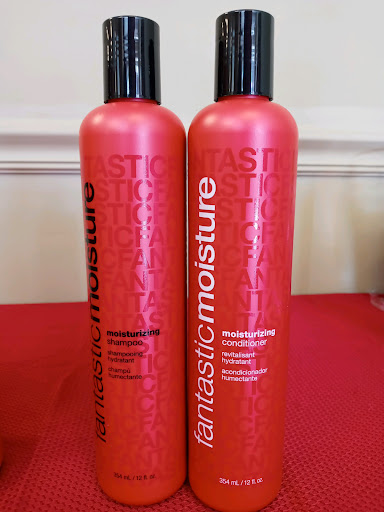 fantasticmoisture
moisturizing
shampoo
shampooing
hydratant
shampú
humectante
354 mL / 12 fl. oz.
fantasticmoisture
moisturizing
conditioner
revitalisant
hydratant
acondicionador
humectante
354 mL / 12 fl. oz.